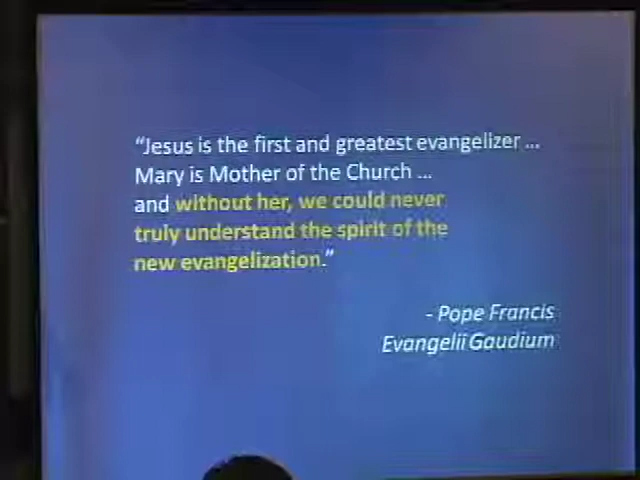 “Jesus is the first and greatest evangelizer ...
Mary is Mother of the Church ...
and without her, we could never
truly understand the spirit of the
new evangelization.”
- Pope Francis
Evangelii Gaudium